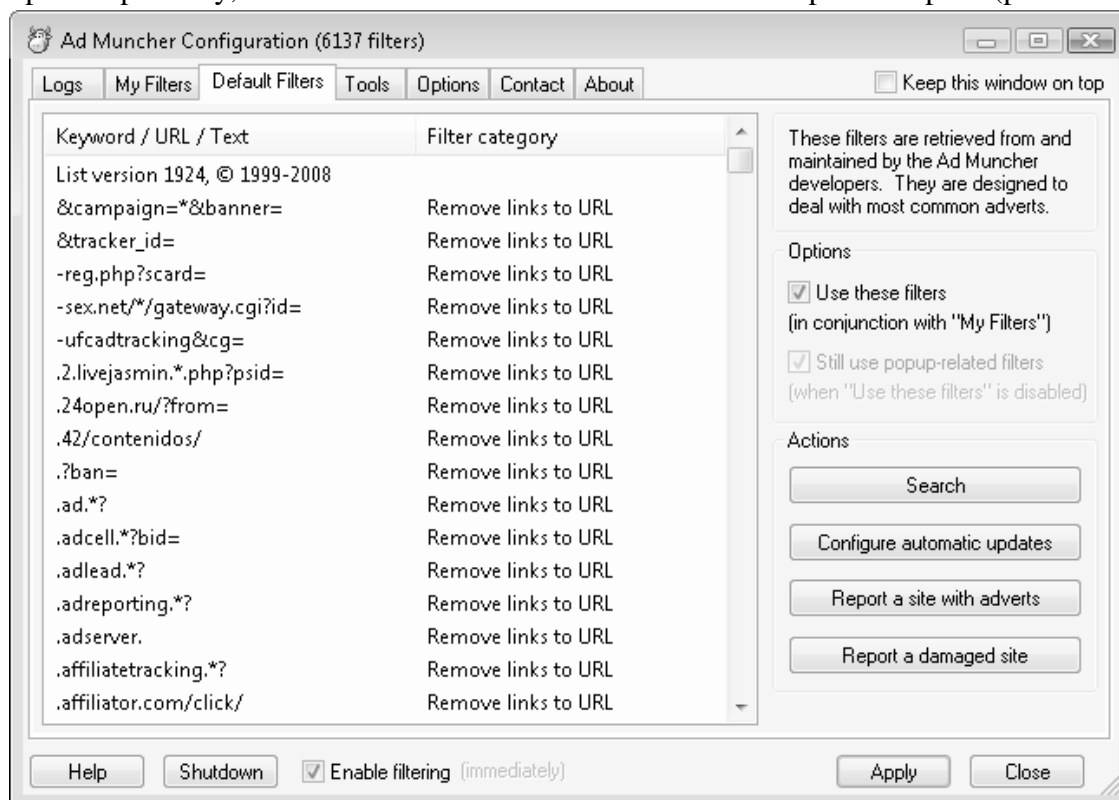 Ad Muncher Configuration (6137 filters)
Logs My Filters Default Filters Tools Options Contact About Keep this window on top
Keyword / URL / Text Filter category
List version 1924, © 1999-2008
&campaign=*&banner= Remove links to URL
&tracker_id= Remove links to URL
-reg.php?scard= Remove links to URL
-sex.net/*/gateway.cgi?id= Remove links to URL
-ufcadtracking&cg= Remove links to URL
.2.livejasmin.*.php?psid= Remove links to URL
.24open.ru/?from= Remove links to URL
.42/contenidos/ Remove links to URL
.?ban= Remove links to URL
.ad.*? Remove links to URL
.adcell.*?bid= Remove links to URL
.adlead.*? Remove links to URL
.adreporting.*? Remove links to URL
.adserver. Remove links to URL
.affiliatetracking.*? Remove links to URL
.affiliator.com/click/ Remove links to URL
These filters are retrieved from and
maintained by the Ad Muncher
developers. They are designed to
deal with most common adverts.
Options
Use these filters
(in conjunction with "My Filters")
Still use popup-related filters
(when "Use these filters" is disabled)
Actions
Search
Configure automatic updates
Report a site with adverts
Report a damaged site
Help Shutdown Enable filtering (immediately) Apply Close